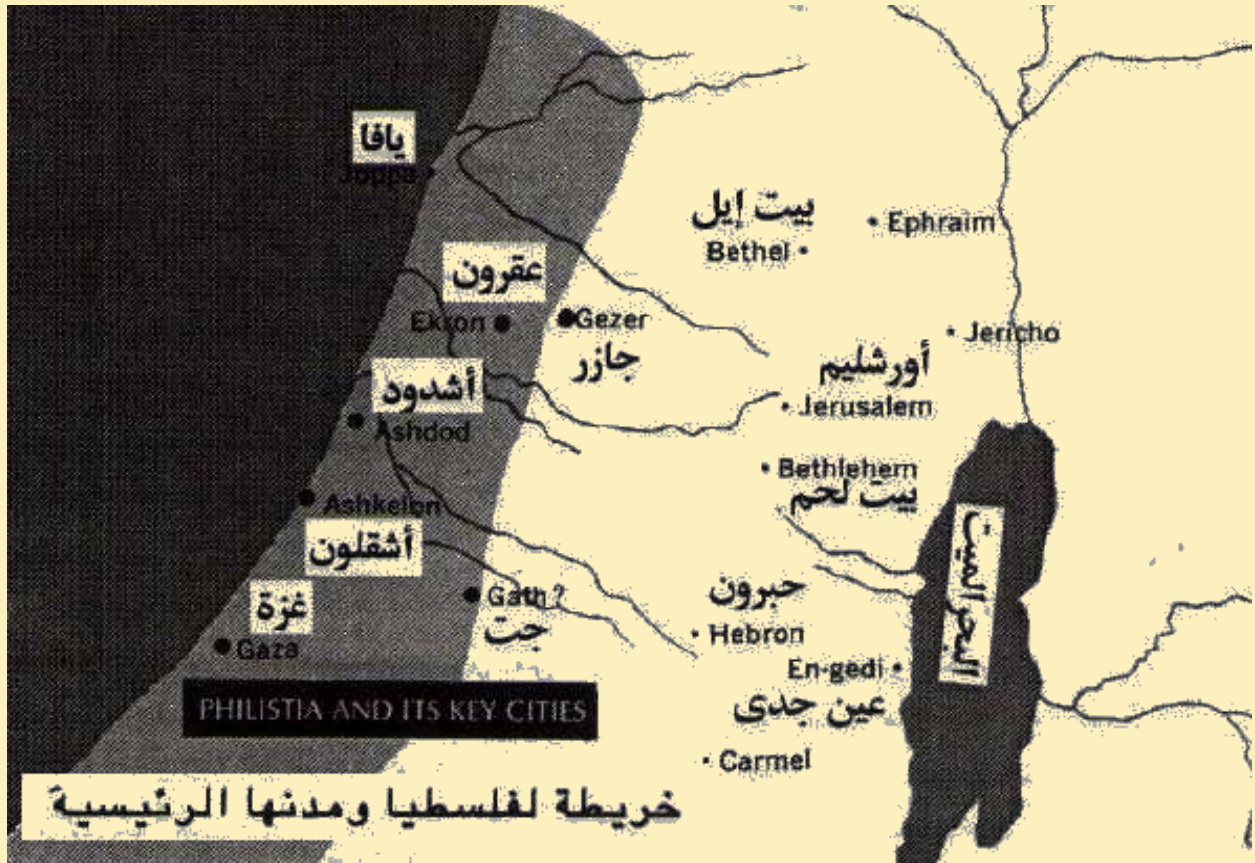 يافا
Joppa
بيت إيل
Bethel
Ephraim
عقرون
Ekron
Gezer
جازر
Jericho
أورشليم
Jerusalem
أشدود
Ashdod
Bethlehem
بيت لحم
Ashkelon
أشقلون
البحر الميت
غزة
Gaza
Gath?
جت
حبرون
Hebron
En-gedi
عين جدى
Carmel
PHILISTIA AND ITS KEY CITIES
خريطة لفلسطيا ومدنها الرئيسية